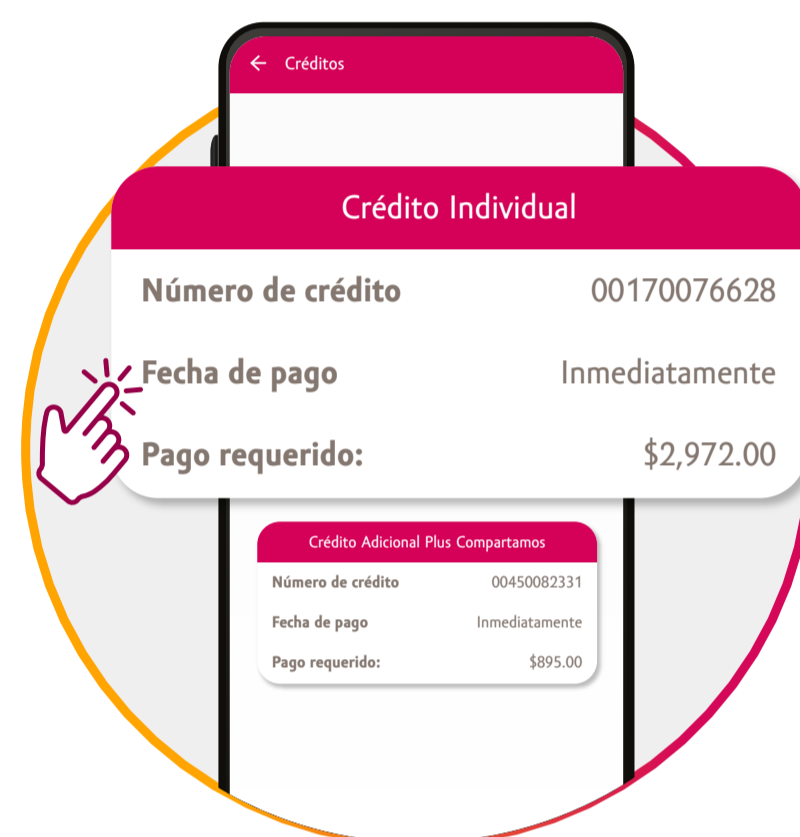 Créditos
Crédito Individual
Número de crédito 00170076628
Fecha de pago Inmediatamente
Pago requerido: $2,972.00
Crédito Adicional Plus Compartamos
Número de crédito 00450082331
Fecha de pago Inmediatamente
Pago requerido: $895.00